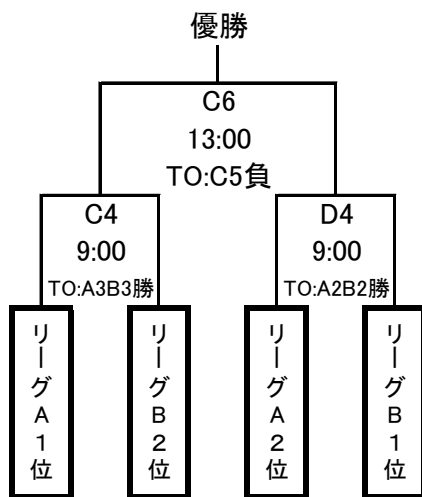 優勝
C6
13:00
TO:C5負
C4
9:00
TO:A3B3勝
D4
9:00
TO:A2B2勝
リーグA1位
リーグB2位
リーグA2位
リーグB1位